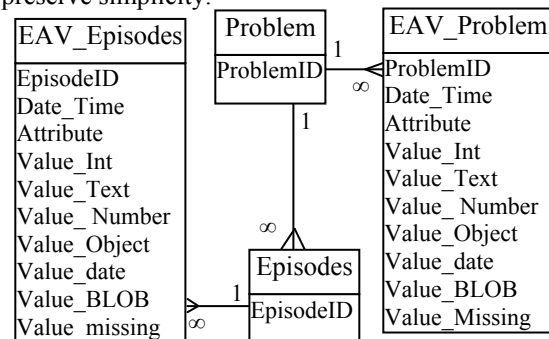 preserve simplicity.
EAV_Episodes
EpisodeID
Date_Time
Attribute
Value_Int
Value_Text
Value_ Number
Value_Object
Value_date
Value_BLOB
Value_missing
Problem
ProblemID
1
∞
1
∞
Episodes
EpisodeID
1
∞
EAV_Problem
ProblemID
Date_Time
Attribute
Value_Int
Value_Text
Value_ Number
Value_Object
Value_date
Value_BLOB
Value_Missing